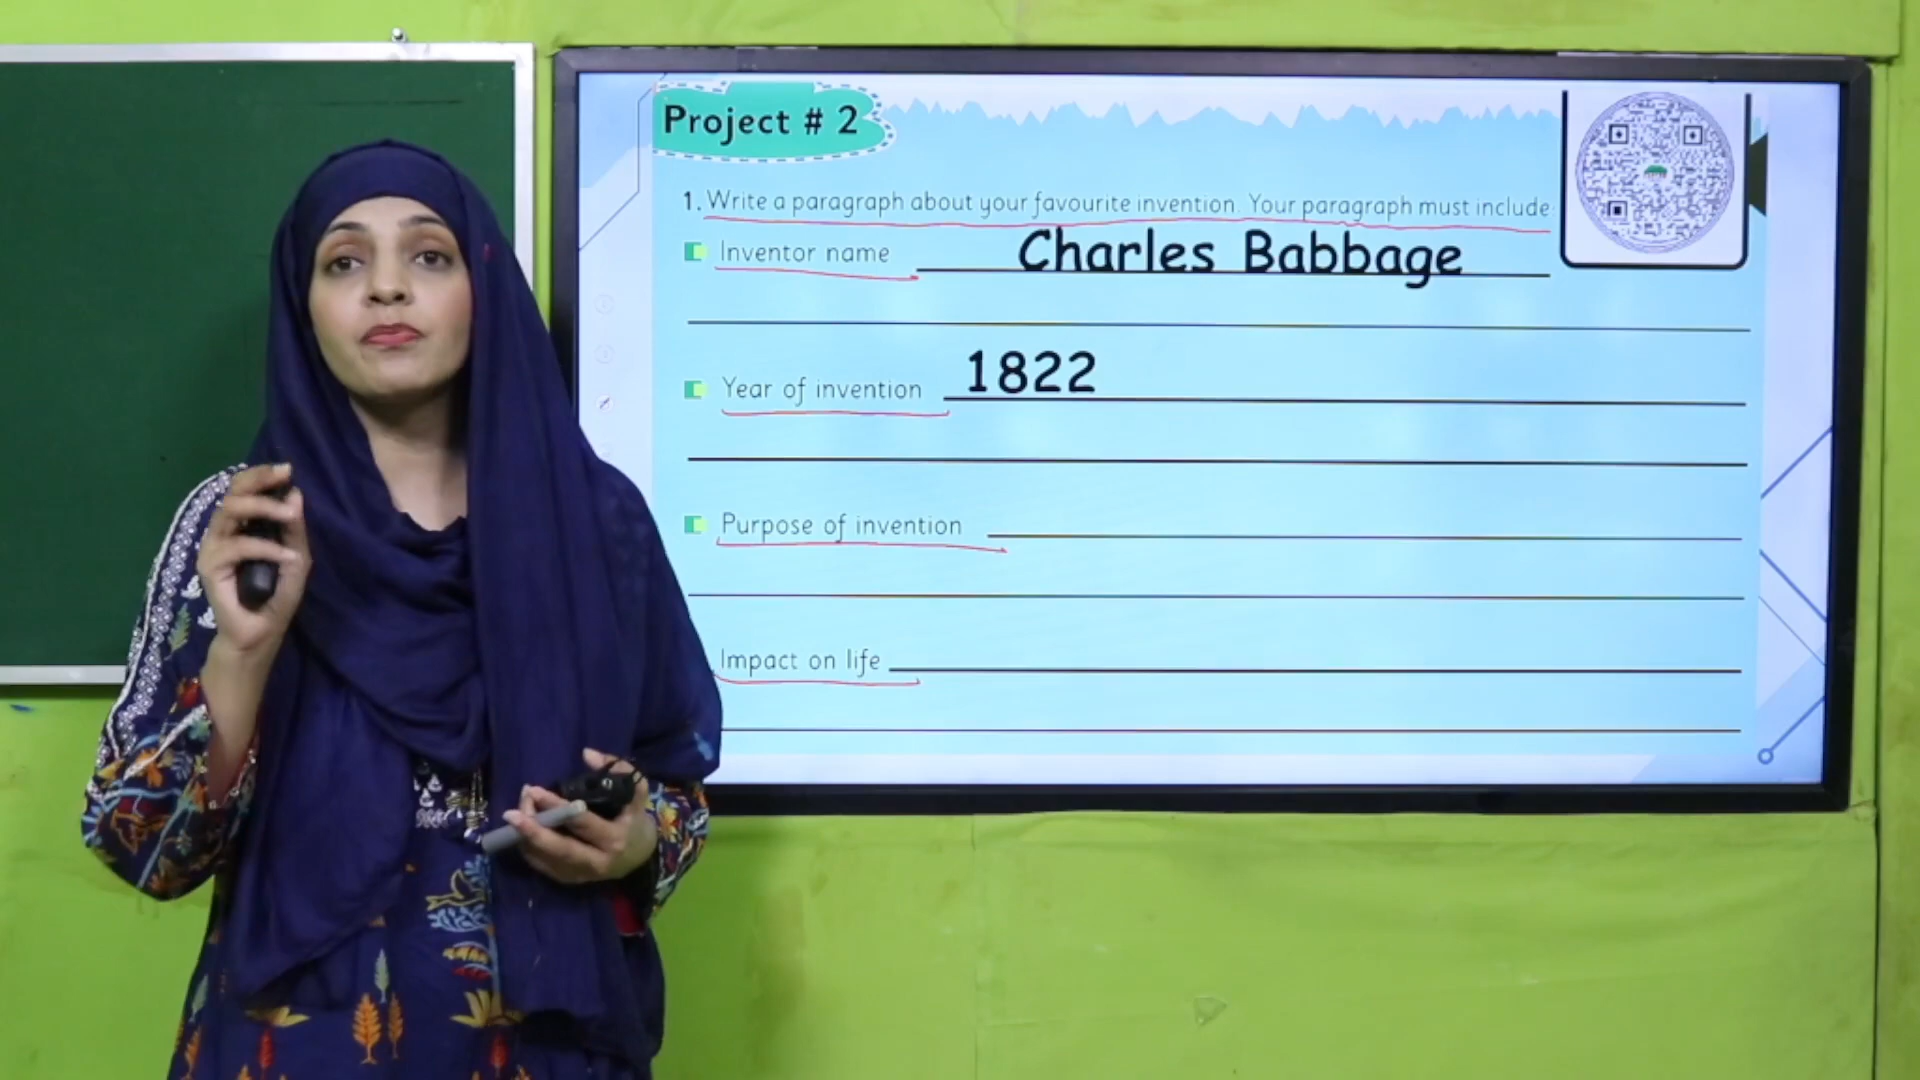 Project # 2
1. Write a paragraph about your favourite invention. Your paragraph must include:
Inventor name Charles Babbage
Year of invention 1822
Purpose of invention
Impact on life